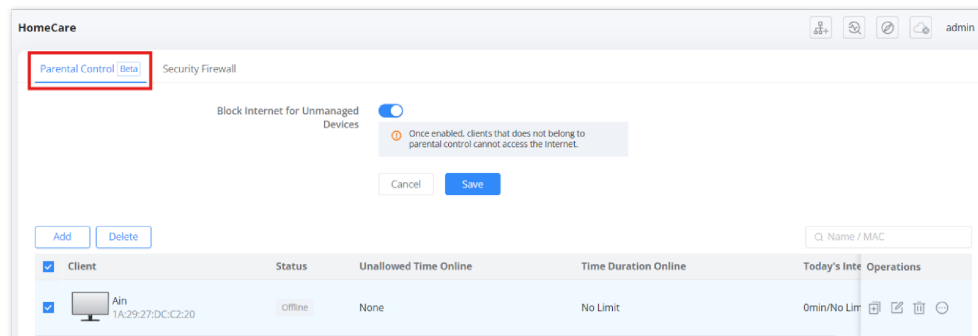 HomeCare
admin
Parental Control Beta
Security Firewall
Block Internet for Unmanaged
Devices
Once enabled, clients that does not belong to
parental control cannot access the Internet.
Cancel
Save
Add
Delete
Name / MAC
Client
Status
Unallowed Time Online
Time Duration Online
Today's Inte
Operations
Ain
1A:29:27:DC:C2:20
Offline
None
No Limit
0min/No Lim